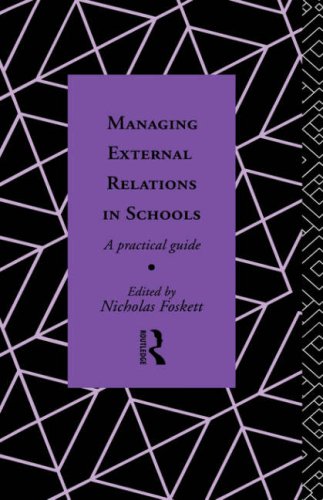 MANAGING
EXTERNAL
RELATIONS
IN SCHOOLS
A practical guide
•
Edited by
Nicholas Foskett
ROUTLEDGE